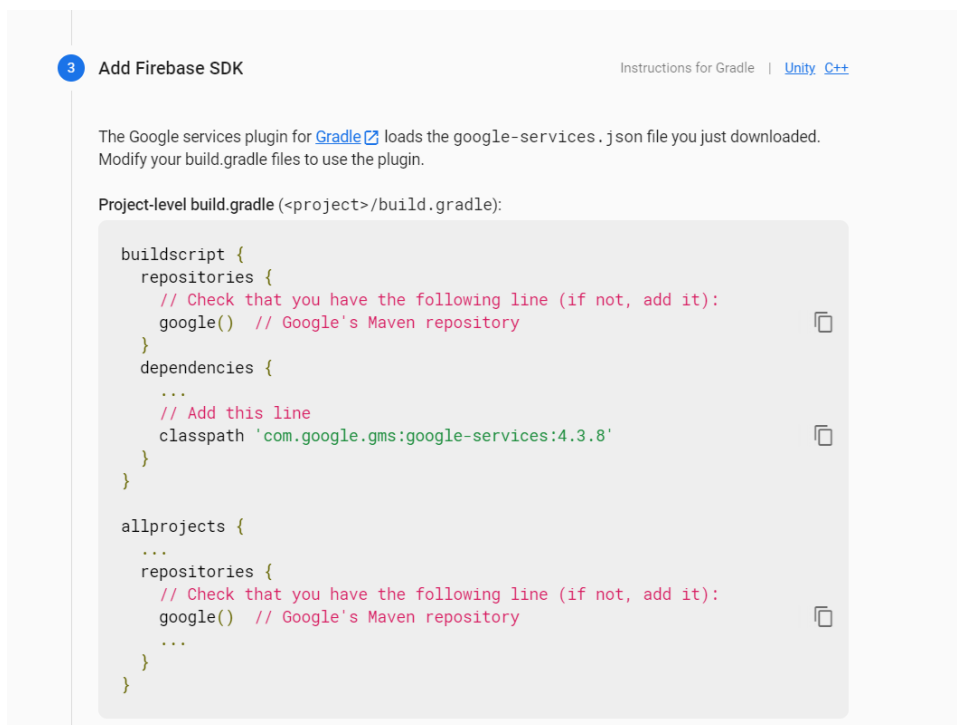 3 Add Firebase SDK Instructions for Gradle | Unity C++
The Google services plugin for Gradle loads the google-services.json file you just downloaded.
Modify your build.gradle files to use the plugin.
Project-level build.gradle (<project>/build.gradle):
buildscript {
  repositories {
    // Check that you have the following line (if not, add it):
    google()  // Google's Maven repository
  }
  dependencies {
    ...
    // Add this line
    classpath 'com.google.gms:google-services:4.3.8'
  }
}

allprojects {
  ...
  repositories {
    // Check that you have the following line (if not, add it):
    google()  // Google's Maven repository
    ...
  }
}